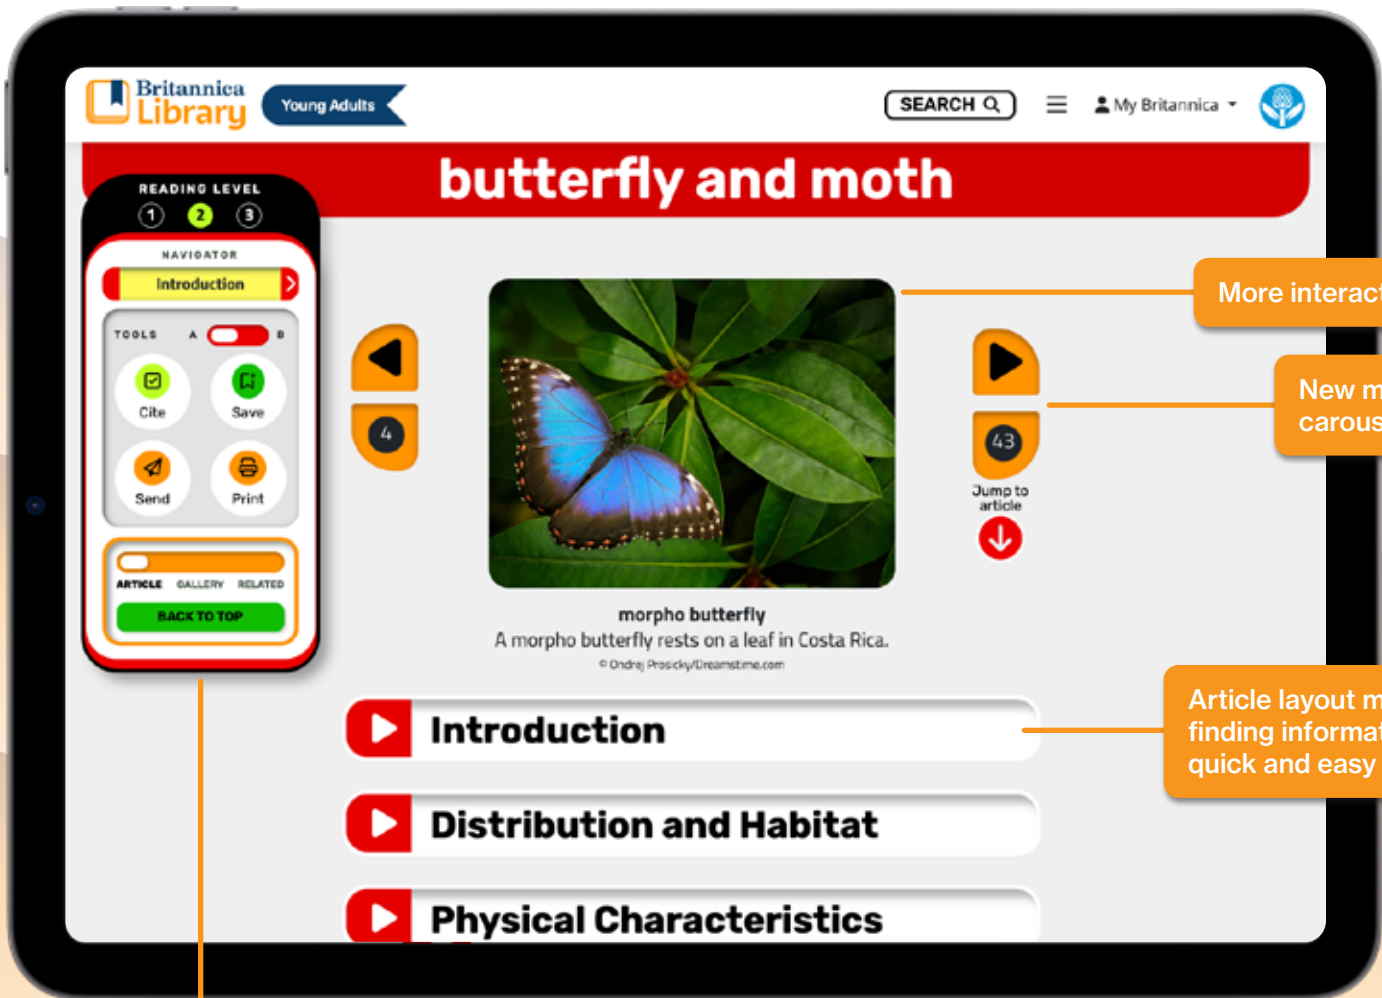 Britannica
Library
Young Adults
SEARCH
My Britannica
butterfly and moth
READING LEVEL
1 2 3
NAVIGATOR
Introduction
TOOLS A B
Cite Save
Send Print
ARTICLE GALLERY RELATED
BACK TO TOP
4
43
Jump to
article
morpho butterfly
A morpho butterfly rests on a leaf in Costa Rica.
© Ondrej Prosicky/Dreamstime.com
Introduction
Distribution and Habitat
Physical Characteristics
More interact
New m
carous
Article layout m
finding informat
quick and easy